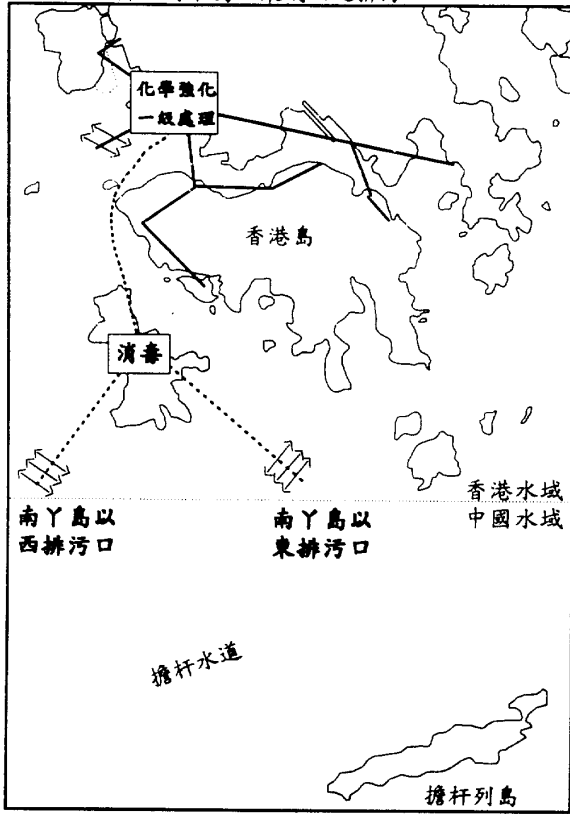 化學強化
一級處理
香港島
消毒
香港水域
中國水域
南丫島以
西排污口
南丫島以
東排污口
擔杆水道
擔杆列島